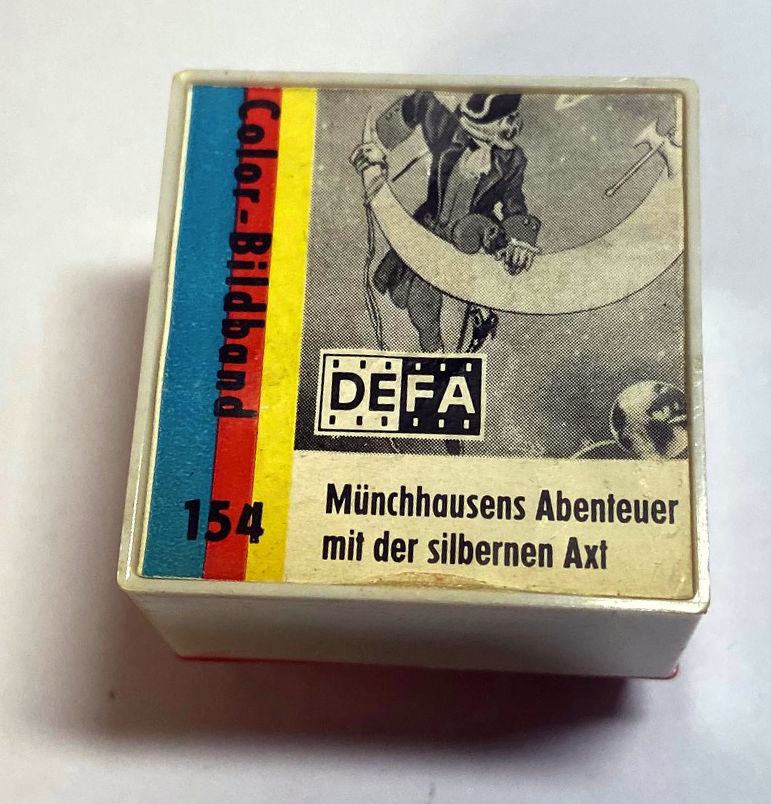 Color-Bildband
154
DEFA
Münchhausens Abenteuer
mit der silbernen Axt